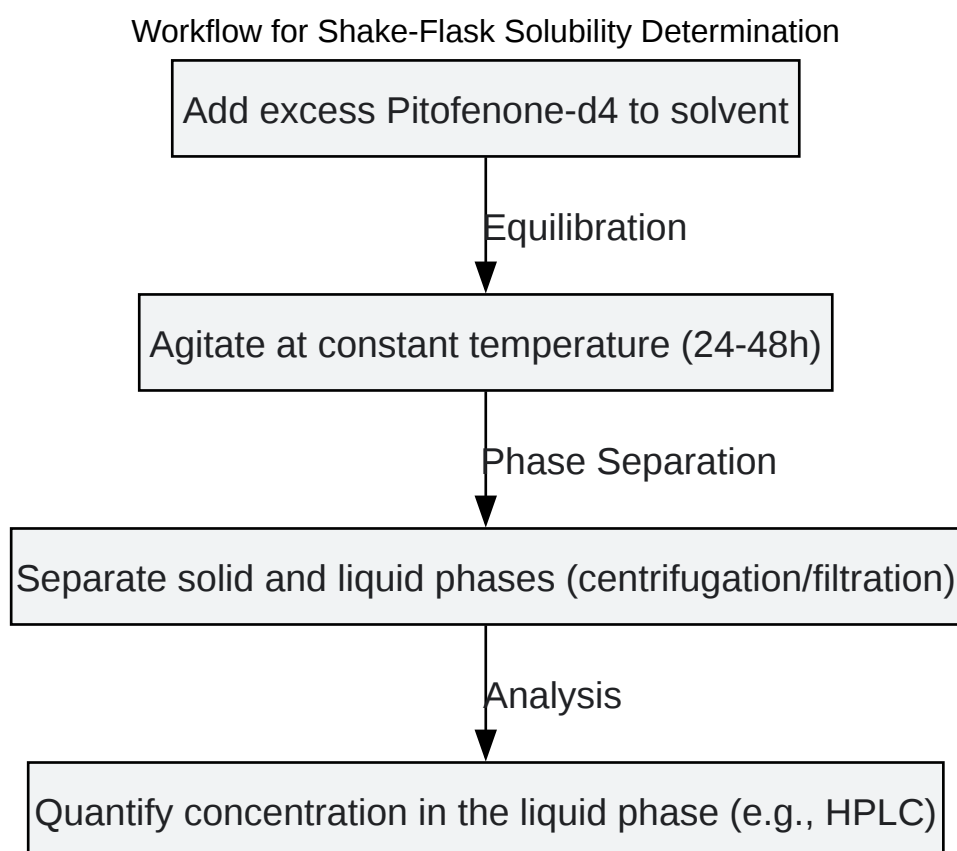 Workflow for Shake-Flask Solubility Determination
Add excess Pitofenone-d4 to solvent
Equilibration
Agitate at constant temperature (24-48h)
Phase Separation
Separate solid and liquid phases (centrifugation/filtration)
Analysis
Quantify concentration in the liquid phase (e.g., HPLC)